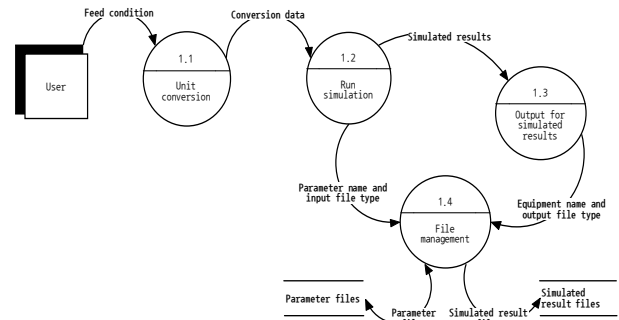 Feed condition
Conversion data
Simulated results
User
1.1
Unit
conversion
1.2
Run
simulation
1.3
Output for
simulated
results
Parameter name and
input file type
1.4
File
management
Equipment name and
output file type
Parameter files
Parameter
Simulated result
Simulated
result files